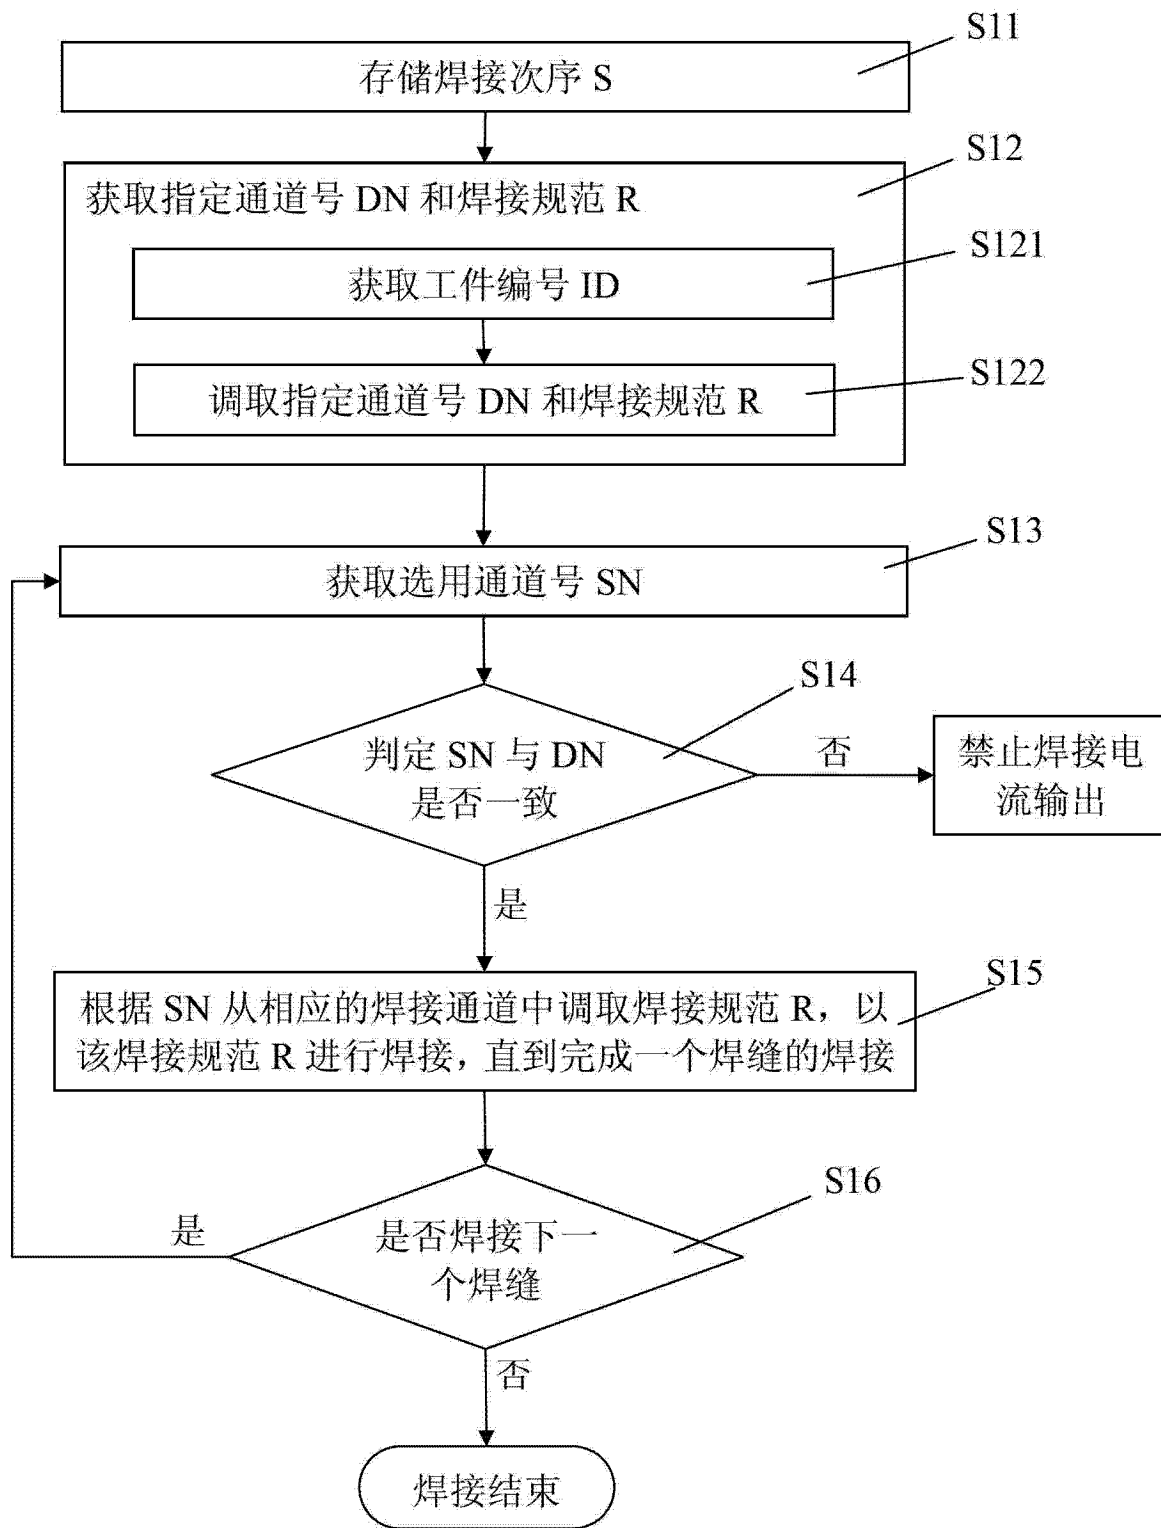 S11
存储焊接次序 S
S12
获取指定通道号 DN 和焊接规范 R
S121
获取工件编号 ID
S122
调取指定通道号 DN 和焊接规范 R
S13
获取选用通道号 SN
S14
判定 SN 与 DN
是否一致
否
禁止焊接电
流输出
是
S15
根据 SN 从相应的焊接通道中调取焊接规范 R，以
该焊接规范 R 进行焊接，直到完成一个焊缝的焊接
S16
是
是否焊接下一
个焊缝
否
焊接结束